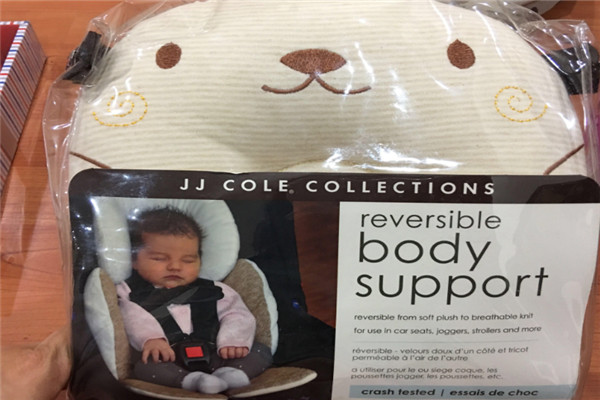 JJ COLE COLLECTIONS
reversible
body
support
reversible from soft plush to breathable knit
for use in car seats, joggers, strollers and more
réversible - velours doux d'un côté et tricot
perméable à l'air de l'autre
à utiliser pour le ou siege coque, les
poussettes jogger, les poussettes, etc.
crash tested | essais de choc